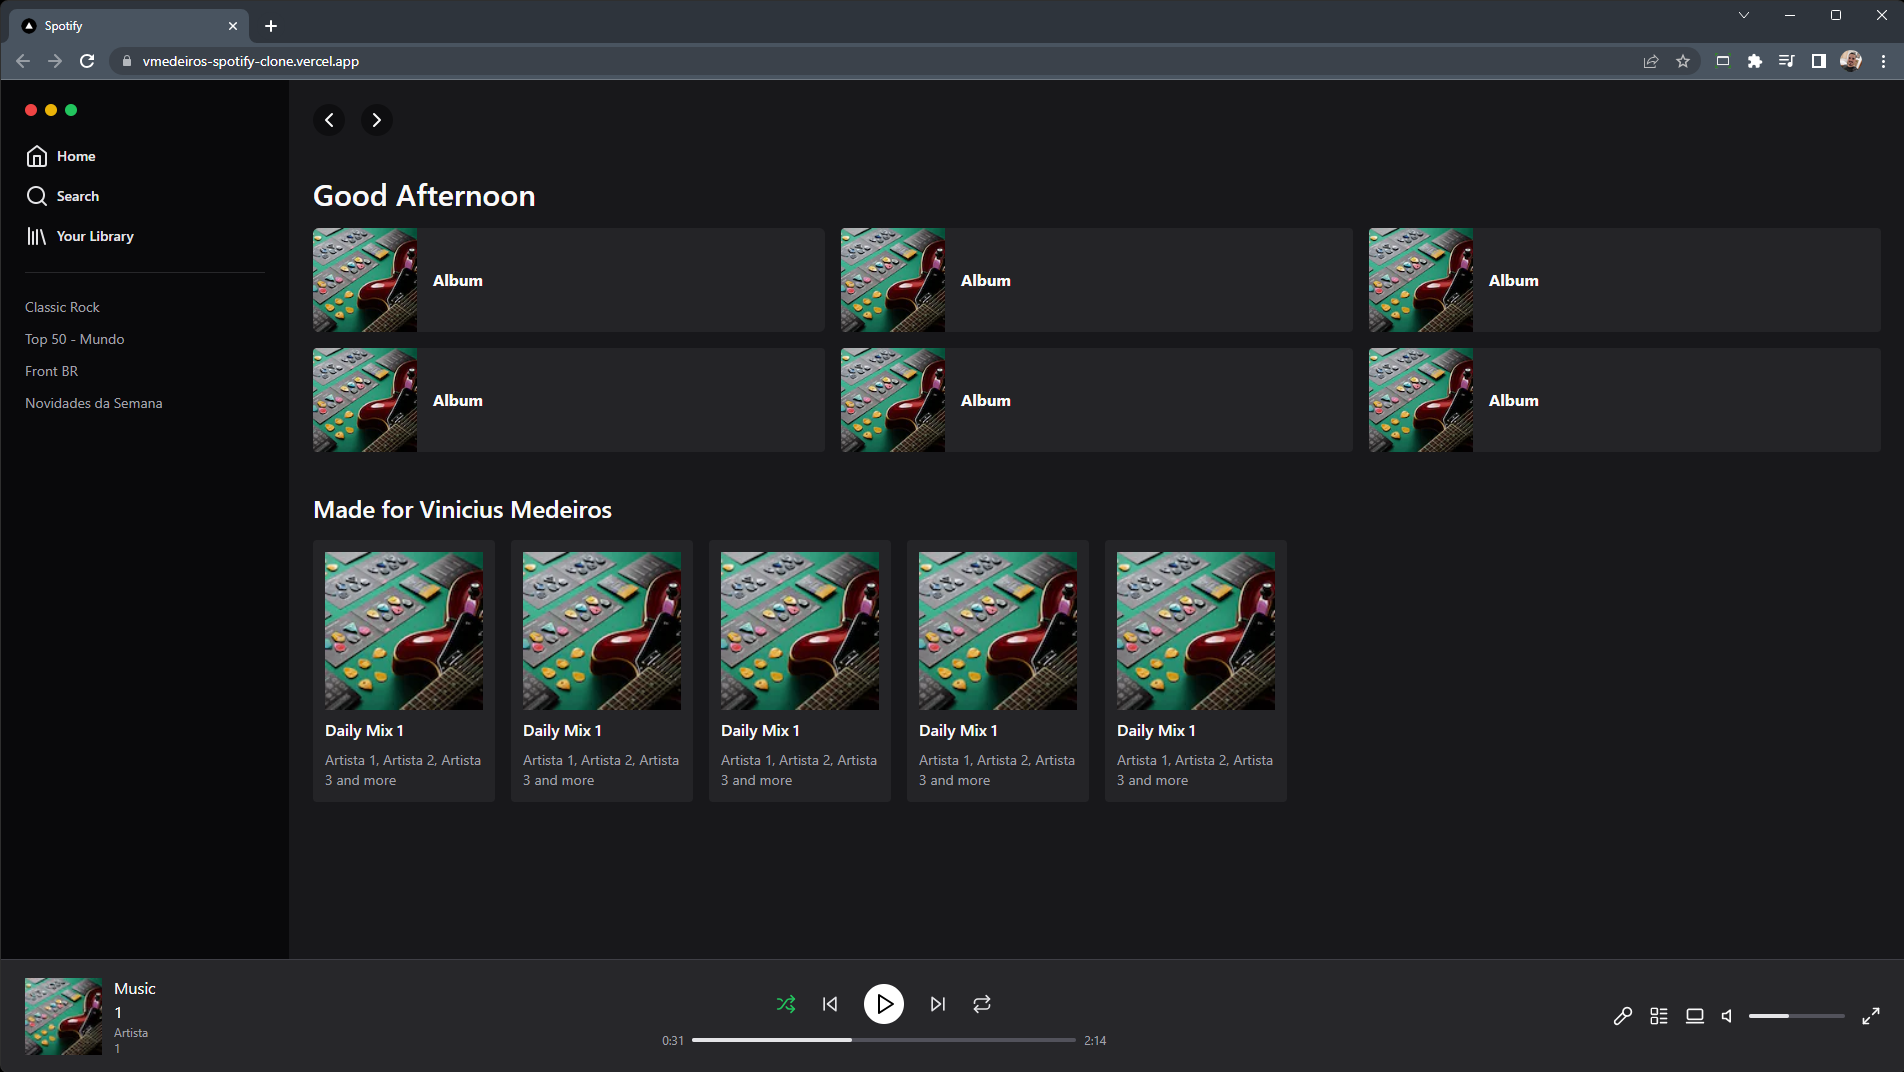 Spotify
vmedeiros-spotify-clone.vercel.app
Home
Search
Your Library
Classic Rock
Top 50 - Mundo
Front BR
Novidades da Semana
Good Afternoon
Album
Album
Album
Album
Album
Album
Made for Vinicius Medeiros
Daily Mix 1
Artista 1, Artista 2, Artista
3 and more
Daily Mix 1
Artista 1, Artista 2, Artista
3 and more
Daily Mix 1
Artista 1, Artista 2, Artista
3 and more
Daily Mix 1
Artista 1, Artista 2, Artista
3 and more
Daily Mix 1
Artista 1, Artista 2, Artista
3 and more
Music
1
Artista
1
0:31
2:14